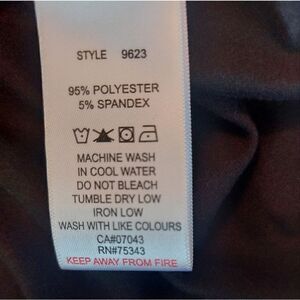 STYLE 9623
95% POLYESTER
5% SPANDEX
MACHINE WASH
IN COOL WATER
DO NOT BLEACH
TUMBLE DRY LOW
IRON LOW
WASH WITH LIKE COLOURS
CA#07043
RN#75343
KEEP AWAY FROM FIRE